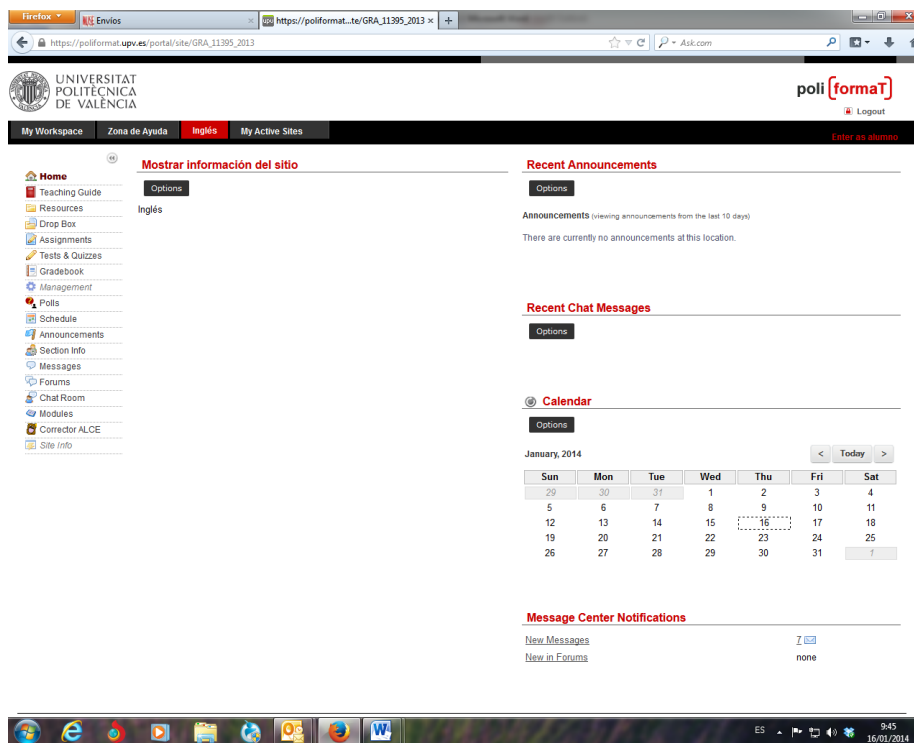 Firefox
Envíos
https://poliformat...te/GRA_11395_2013
https://poliformat.upv.es/portal/site/GRA_11395_2013
Ask.com
UNIVERSITAT
POLITÈCNICA
DE VALÈNCIA
poli[formaT]
Logout
My Workspace Zona de Ayuda Inglés My Active Sites
Enter as alumno
Home
Teaching Guide
Resources
Drop Box
Assignments
Tests & Quizzes
Gradebook
Management
Polls
Schedule
Announcements
Section Info
Messages
Forums
Chat Room
Modules
Corrector ALCE
Site Info
Mostrar información del sitio
Options
Inglés
Recent Announcements
Options
Announcements (viewing announcements from the last 10 days)
There are currently no announcements at this location.
Recent Chat Messages
Options
Calendar
Options
January, 2014
< Today >
Sun Mon Tue Wed Thu Fri Sat
29 30 31 1 2 3 4
5 6 7 8 9 10 11
12 13 14 15 16 17 18
19 20 21 22 23 24 25
26 27 28 29 30 31 1
Message Center Notifications
New Messages 7
New in Forums none
ES
9:45
16/01/2014